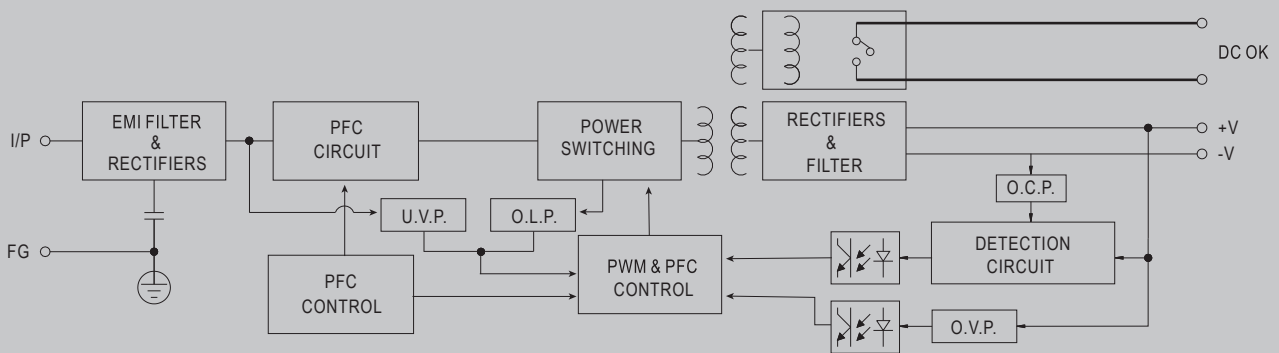 DC OK
I/P
EMI FILTER
&
RECTIFIERS
PFC
CIRCUIT
POWER
SWITCHING
RECTIFIERS
&
FILTER
+V
-V
O.C.P.
U.V.P.
O.L.P.
FG
PFC
CONTROL
PWM & PFC
CONTROL
DETECTION
CIRCUIT
O.V.P.